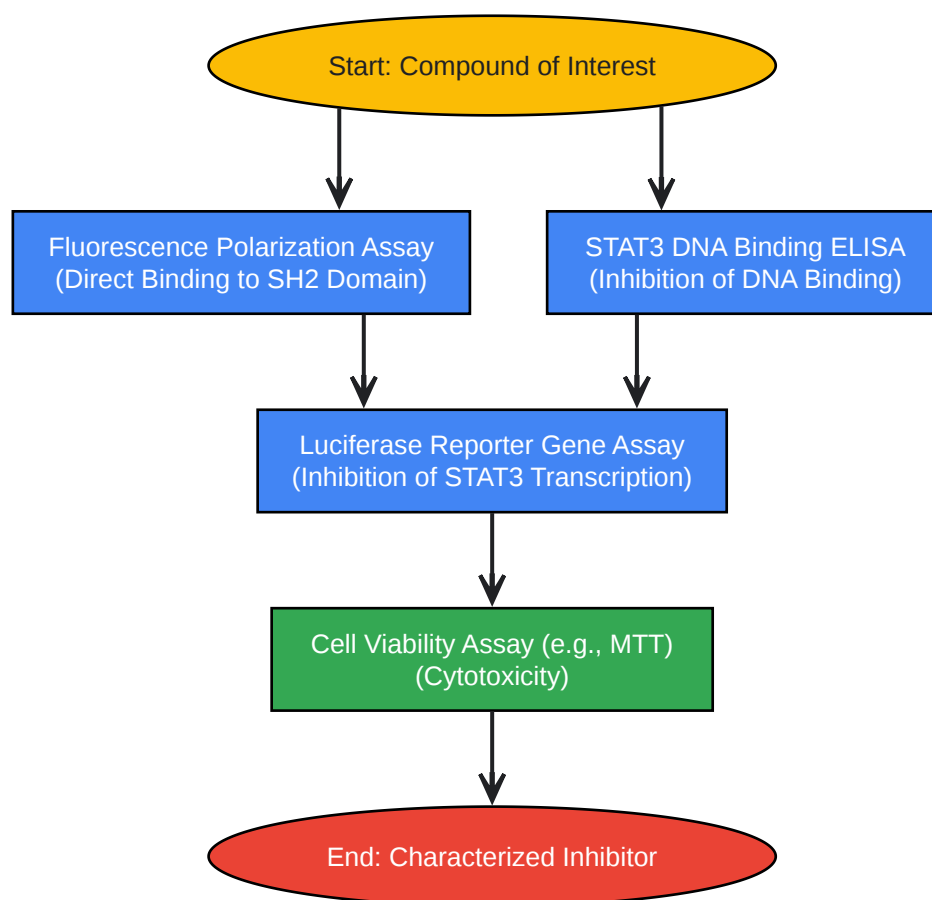 Start: Compound of Interest
Fluorescence Polarization Assay
(Direct Binding to SH2 Domain)
STAT3 DNA Binding ELISA
(Inhibition of DNA Binding)
Luciferase Reporter Gene Assay
(Inhibition of STAT3 Transcription)
Cell Viability Assay (e.g., MTT)
(Cytotoxicity)
End: Characterized Inhibitor